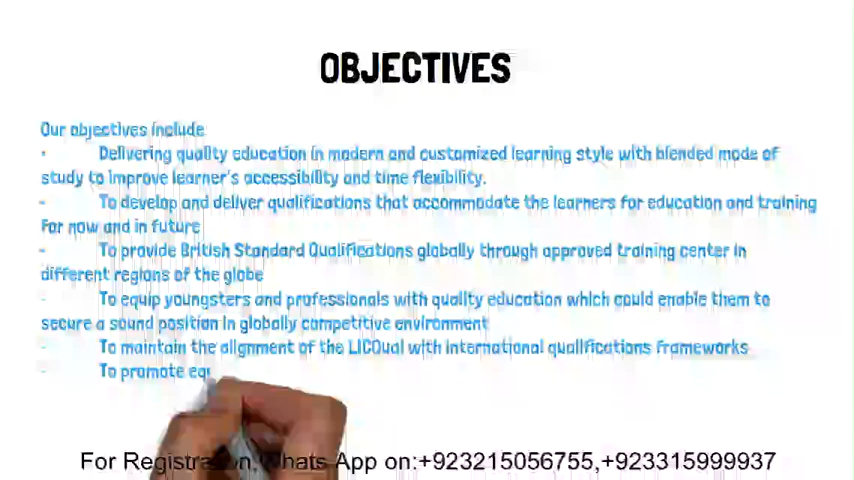 OBJECTIVES
Our objectives include
- Delivering quality education in modern and customized learning style with blended mode of
study to improve learner's accessibility and time flexibility.
- To develop and deliver qualifications that accommodate the learners for education and training
for now and in future
- To provide British Standard Qualifications globally through approved training center in
different regions of the globe
- To equip youngsters and professionals with quality education which could enable them to
secure a sound position in globally competitive environment
- To maintain the alignment of the LICQual with international qualifications frameworks
- To promote equ
For Registration,Whats App on:+923215056755,+923315999937